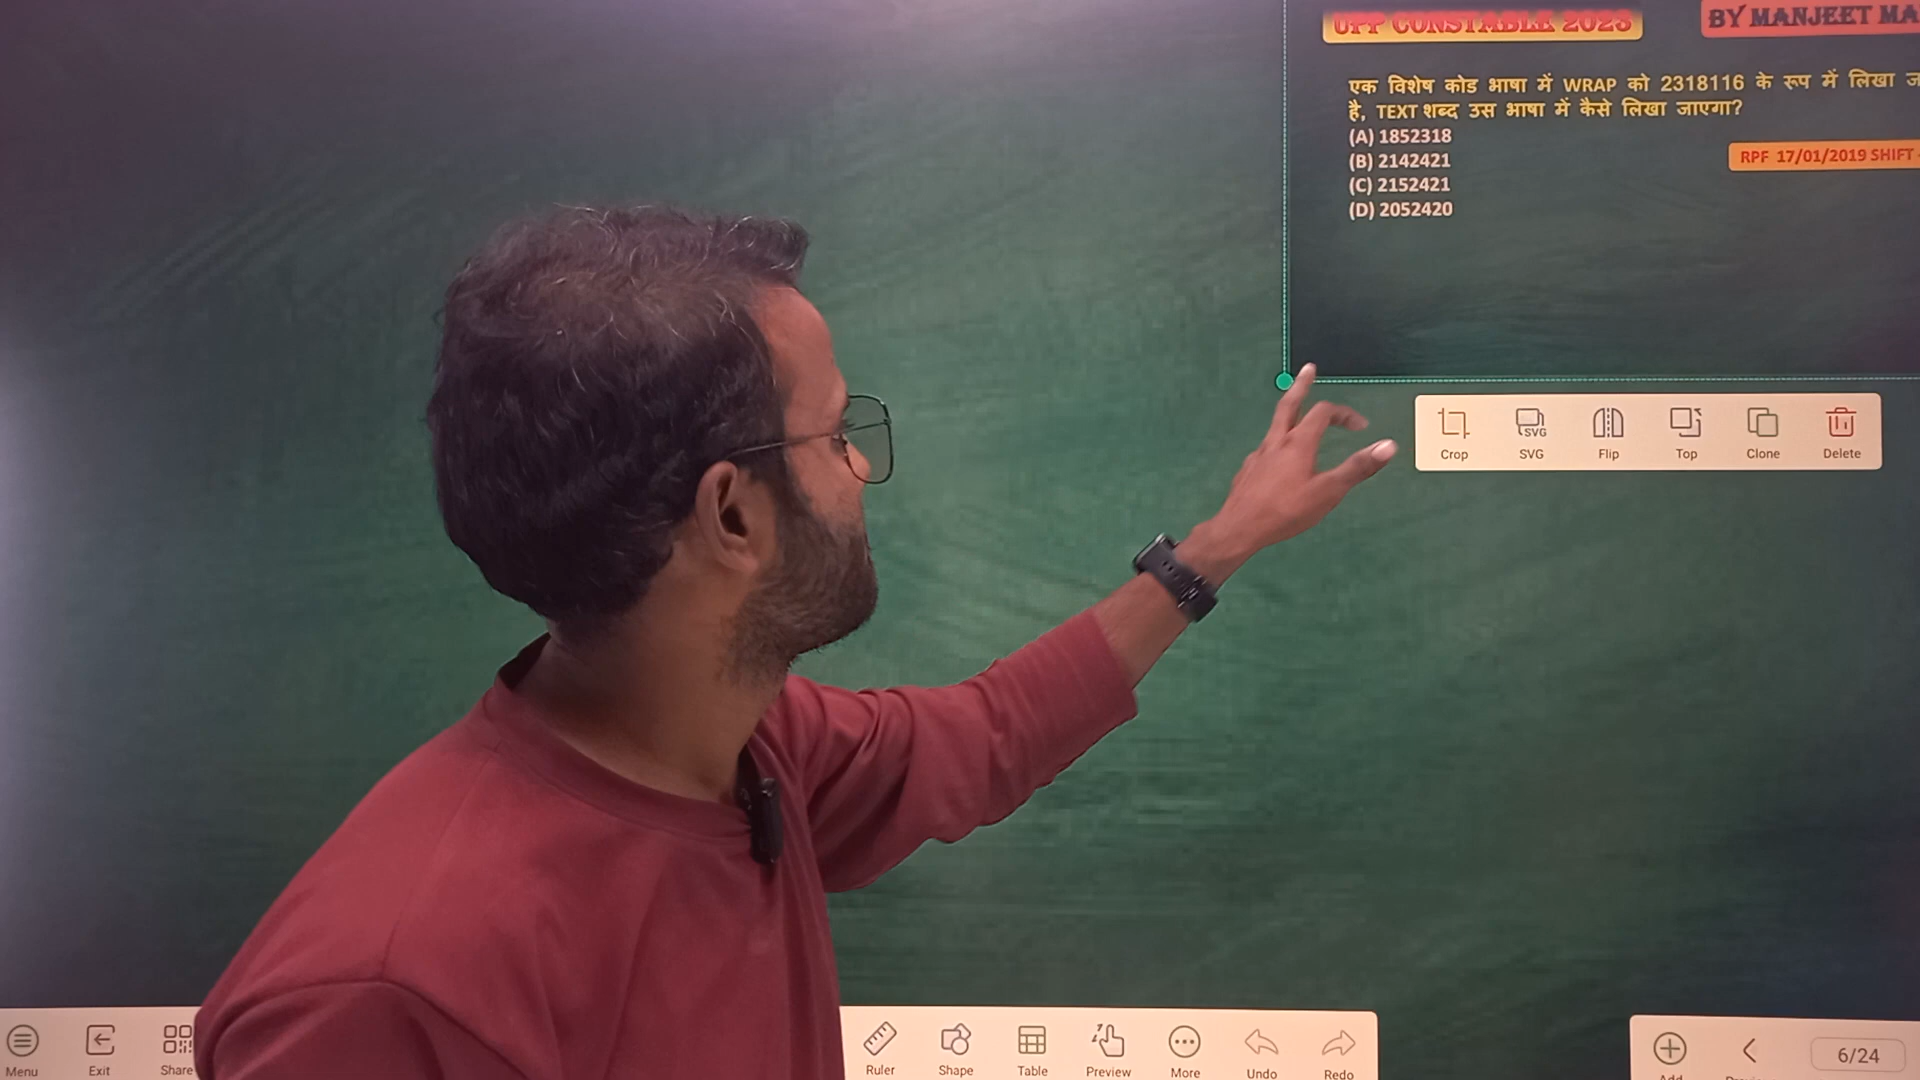 UPP CONSTABLE 2023
BY MANJEET
एक विशेष कोड भाषा में WRAP को 2318116 के रूप में लिखा
है, TEXT शब्द उस भाषा में कैसे लिखा जाएगा?
(A) 1852318
(B) 2142421
RPF 17/01/2019 SHIFT
(C) 2152421
(D) 2052420
Crop
SVG
SVG
Flip
Top
Clone
Delete
Menu
Exit
Share
Ruler
Shape
Table
Preview
More
Undo
Redo
6/24